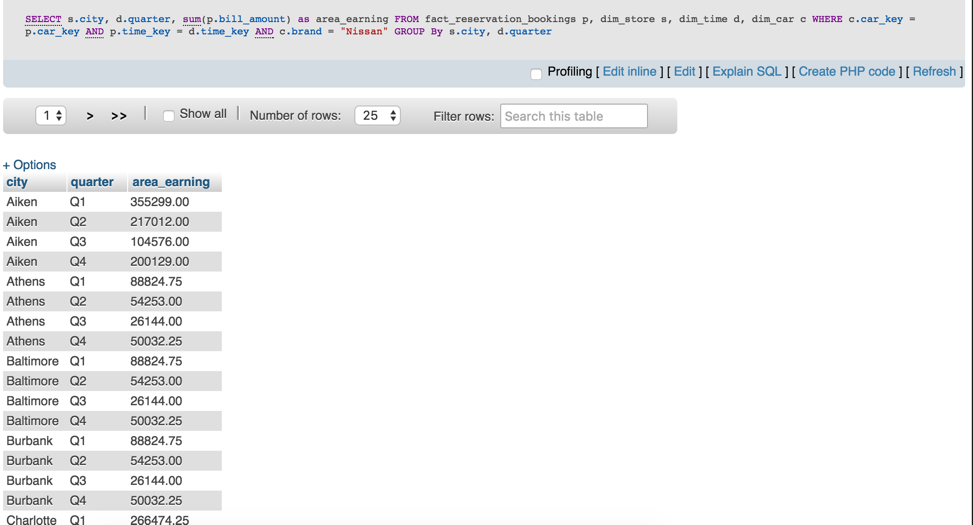 SELECT s.city, d.quarter, sum(p.bill_amount) as area_earning FROM fact_reservation_bookings p, dim_store s, dim_time d, dim_car c WHERE c.car_key =
p.car_key AND p.time_key = d.time_key AND c.brand = "Nissan" GROUP By s.city, d.quarter
Profiling [ Edit inline ] [ Edit ] [ Explain SQL ] [ Create PHP code ] [ Refresh ]
1 > >> | Show all | Number of rows: 25 Filter rows: Search this table
+ Options
city quarter area_earning
Aiken Q1 355299.00
Aiken Q2 217012.00
Aiken Q3 104576.00
Aiken Q4 200129.00
Athens Q1 88824.75
Athens Q2 54253.00
Athens Q3 26144.00
Athens Q4 50032.25
Baltimore Q1 88824.75
Baltimore Q2 54253.00
Baltimore Q3 26144.00
Baltimore Q4 50032.25
Burbank Q1 88824.75
Burbank Q2 54253.00
Burbank Q3 26144.00
Burbank Q4 50032.25
Charlotte Q1 266474.25